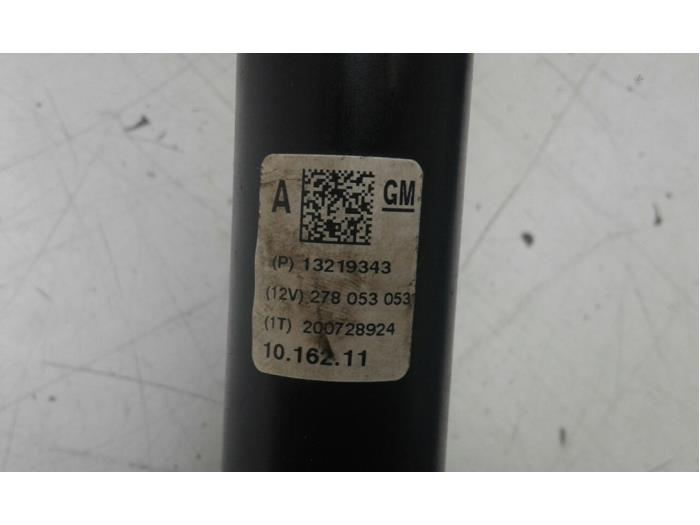 A GM
(P) 13219343
(12V) 278 053 053
(1T) 200728924
10.162.11